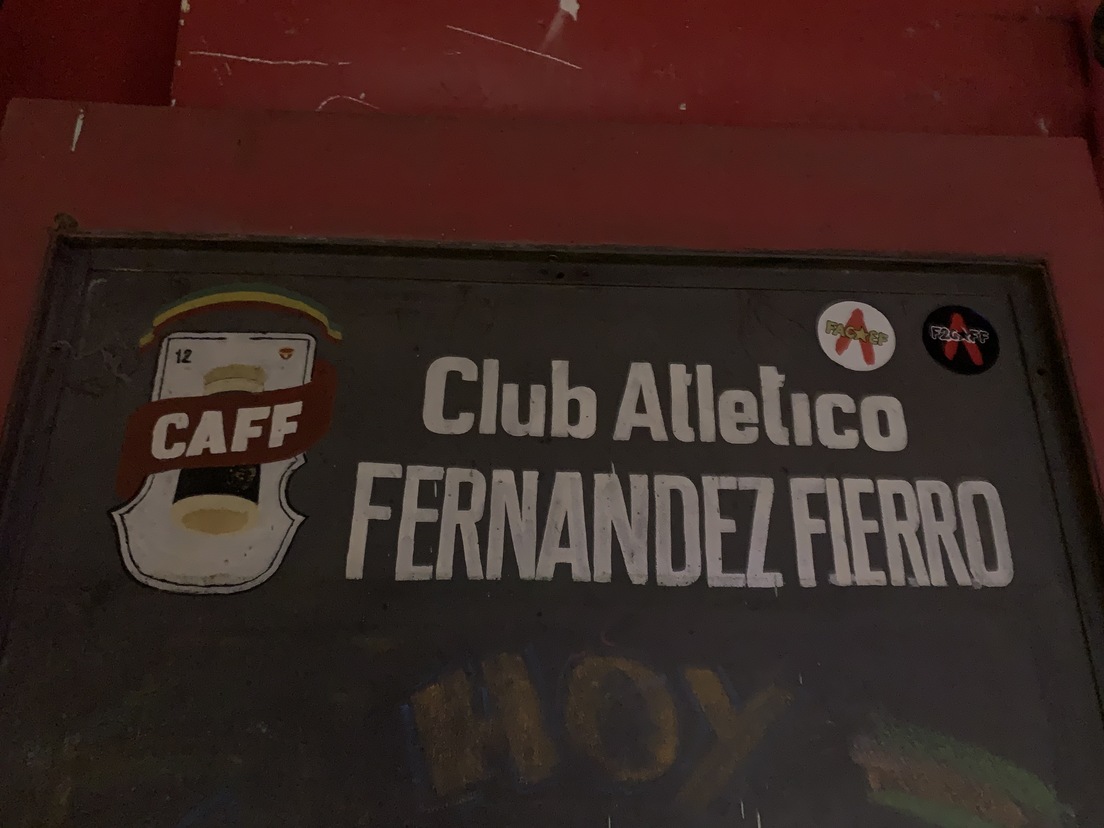 12
CAFF
Club Atletico
FERNANDEZ FIERRO
HOY